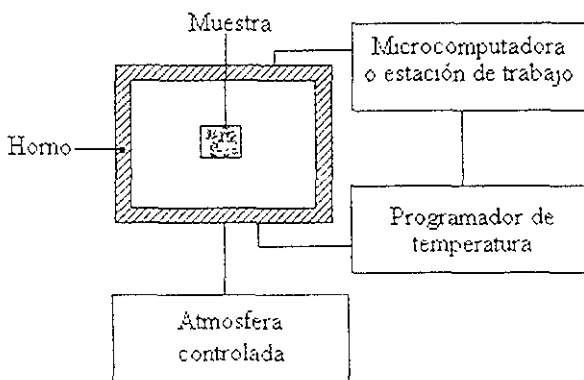 Muestra
Microcomputadora
o estación de trabajo
Horno
Programador de
temperatura
Atmosfera
controlada